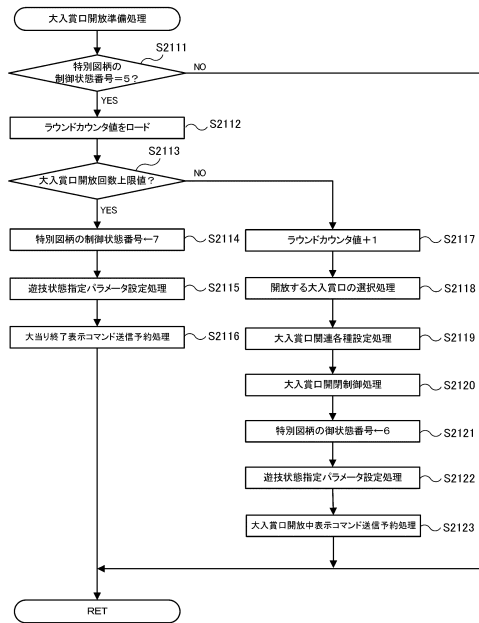 大入賞口開放準備処理
S2111
特別図柄の
制御状態番号=5?
NO
YES
ラウンドカウンタ値をロード
S2112
S2113
大入賞口開放回数上限値?
NO
YES
特別図柄の制御状態番号←7
S2114
遊技状態指定パラメータ設定処理
S2115
大当り終了表示コマンド送信予約処理
S2116
ラウンドカウンタ値+1
S2117
開放する大入賞口の選択処理
S2118
大入賞口関連各種設定処理
S2119
大入賞口開閉制御処理
S2120
特別図柄の御状態番号←6
S2121
遊技状態指定パラメータ設定処理
S2122
大入賞口開放中表示コマンド送信予約処理
S2123
RET